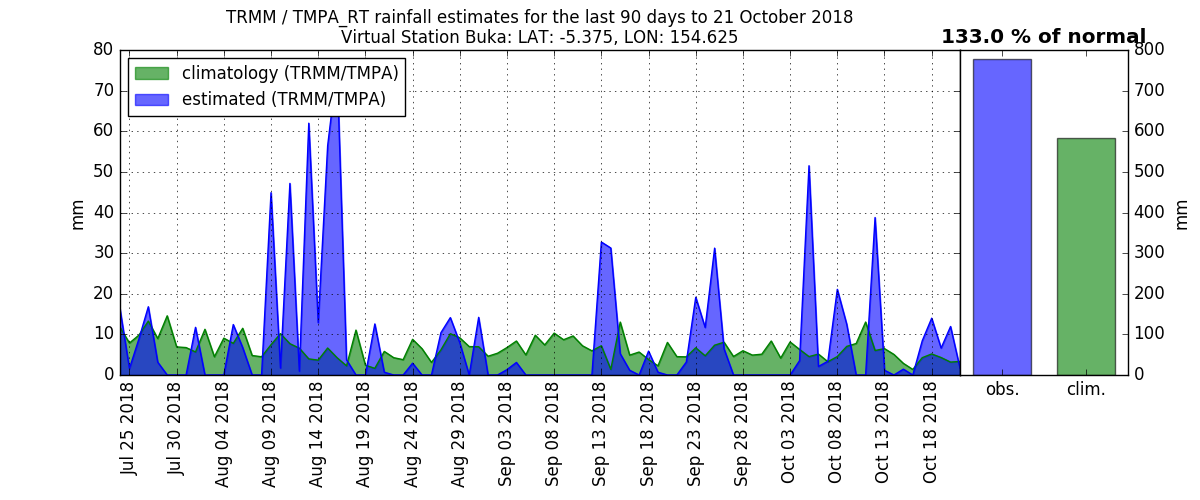 TRMM / TMPA_RT rainfall estimates for the last 90 days to 21 October 2018
Virtual Station Buka: LAT: -5.375, LON: 154.625
133.0 % of normal
climatology (TRMM/TMPA)
estimated (TRMM/TMPA)
80
70
60
50
40
30
20
10
0
mm
Jul 25 2018
Jul 30 2018
Aug 04 2018
Aug 09 2018
Aug 14 2018
Aug 19 2018
Aug 24 2018
Aug 29 2018
Sep 03 2018
Sep 08 2018
Sep 13 2018
Sep 18 2018
Sep 23 2018
Sep 28 2018
Oct 03 2018
Oct 08 2018
Oct 13 2018
Oct 18 2018
800
700
600
500
400
300
200
100
0
mm
obs.
clim.